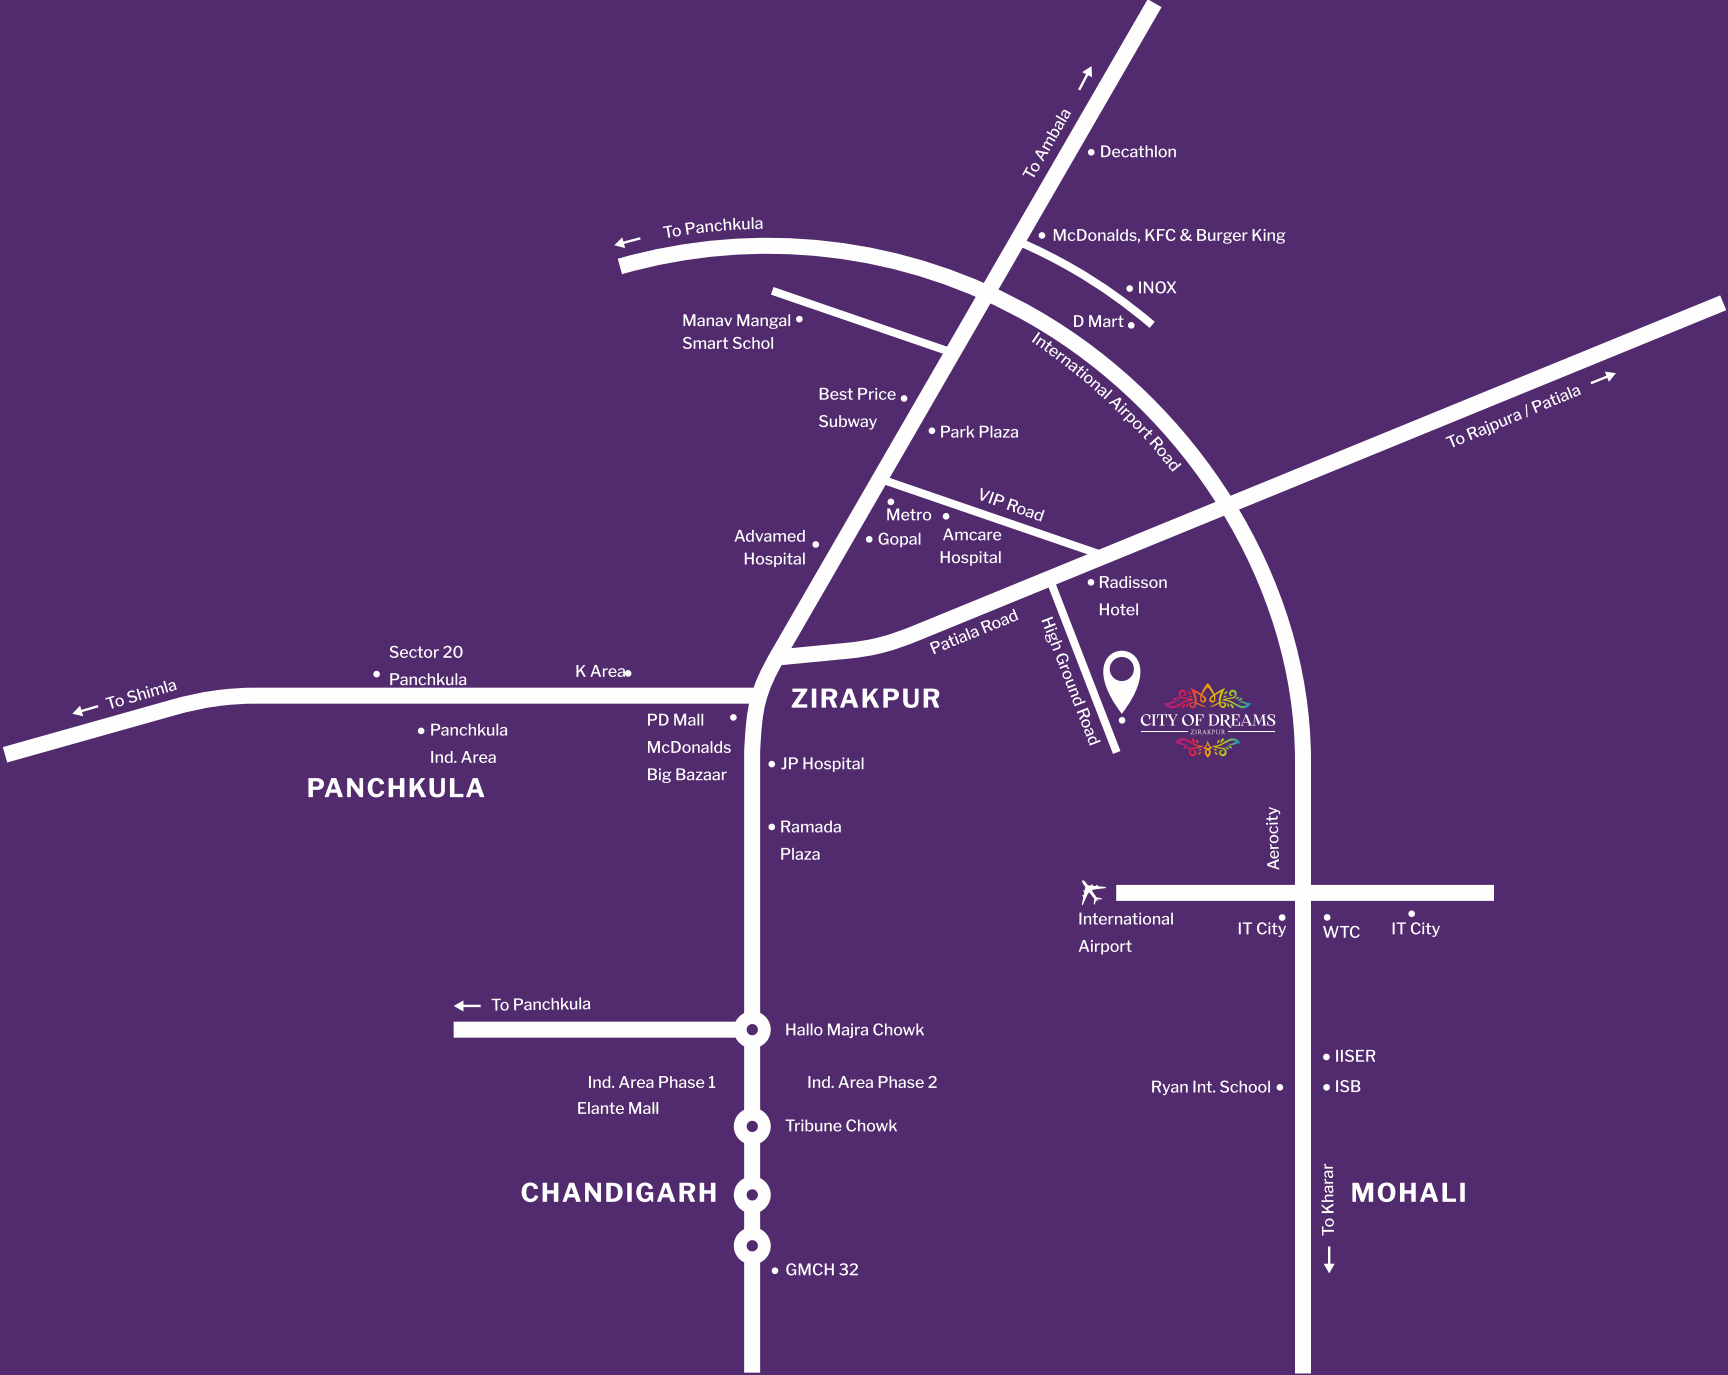 To Ambala
Decathlon
To Panchkula
McDonalds, KFC & Burger King
INOX
D Mart
Manav Mangal
Smart Schol
International Airport Road
Best Price
Subway
Park Plaza
To Rajpura / Patiala
VIP Road
Metro
Gopal
Amcare
Hospital
Advamed
Hospital
Radisson
Hotel
Patiala Road
High Ground Road
Sector 20
Panchkula
K Area
To Shimla
ZIRAKPUR
CITY OF DREAMS
ZIRAKPUR
Panchkula
Ind. Area
PANCHKULA
PD Mall
McDonalds
Big Bazaar
JP Hospital
Ramada
Plaza
Aerocity
International
Airport
IT City
WTC
IT City
To Panchkula
Hallo Majra Chowk
Ind. Area Phase 1
Elante Mall
Ind. Area Phase 2
Tribune Chowk
IISER
Ryan Int. School
ISB
CHANDIGARH
To Kharar
MOHALI
GMCH 32